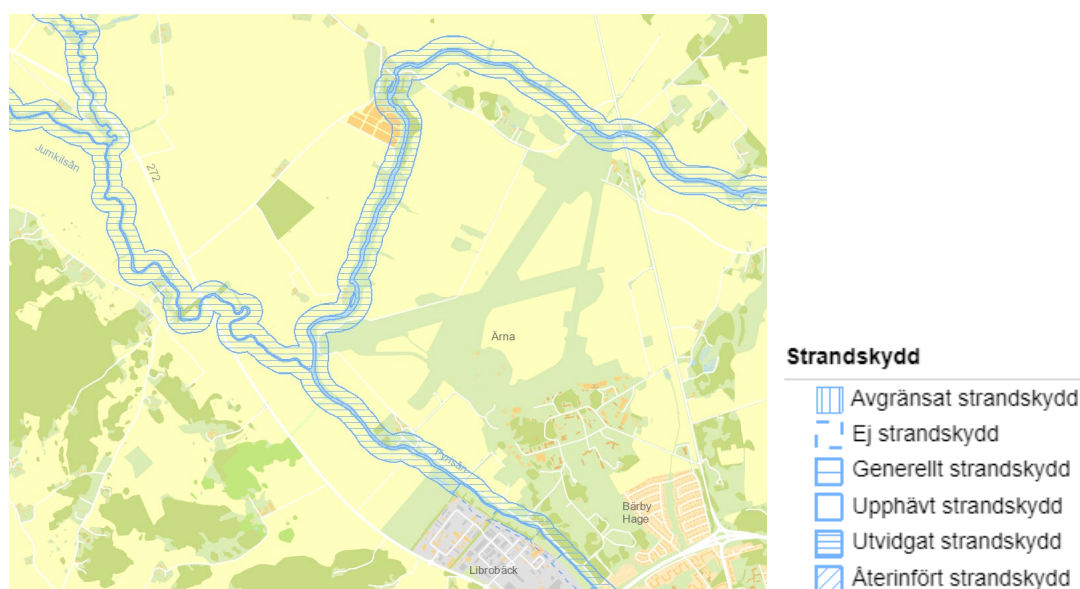 Jumkilsån
272
Ärna
Fyrisån
Bärby
Hage
Librobäck
Strandskydd
Avgränsat strandskydd
Ej strandskydd
Generellt strandskydd
Upphävt strandskydd
Utvidgat strandskydd
Återinfört strandskydd